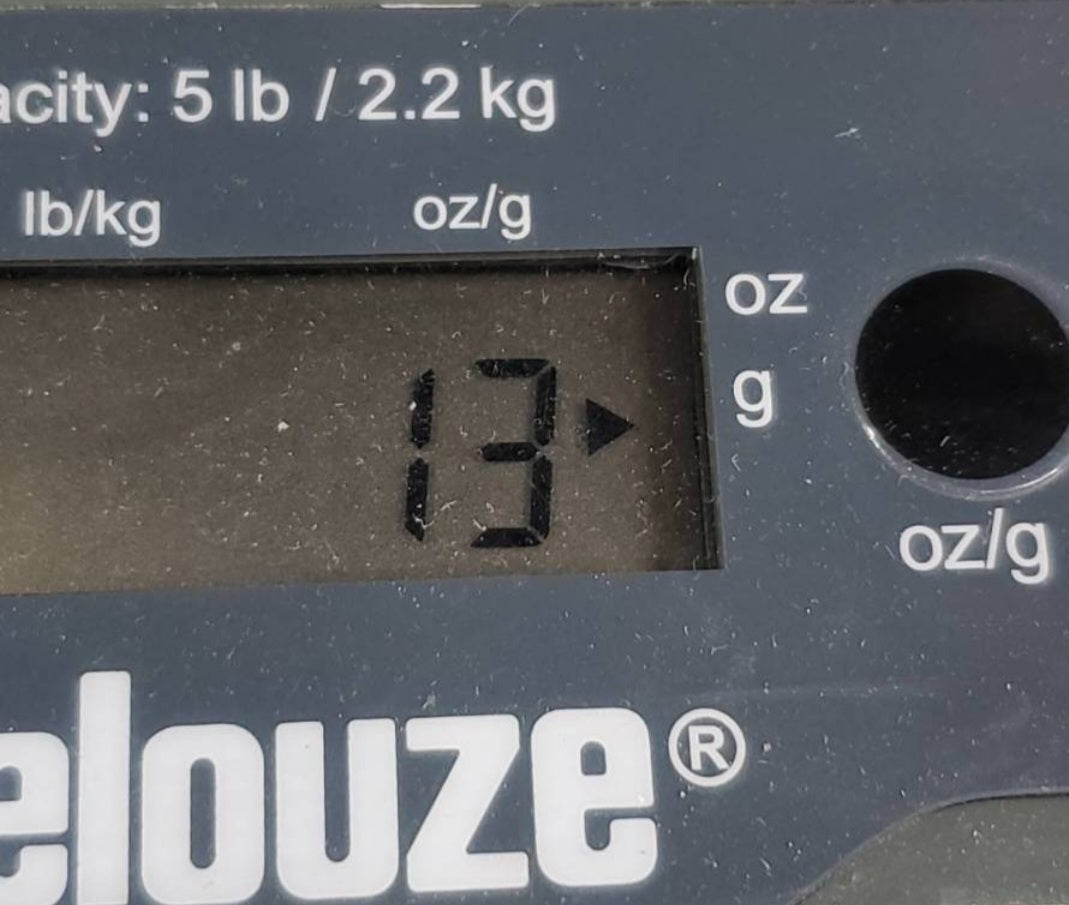 acity: 5 lb / 2.2 kg
lb/kg oz/g
oz
g
13
oz/g
elouze®